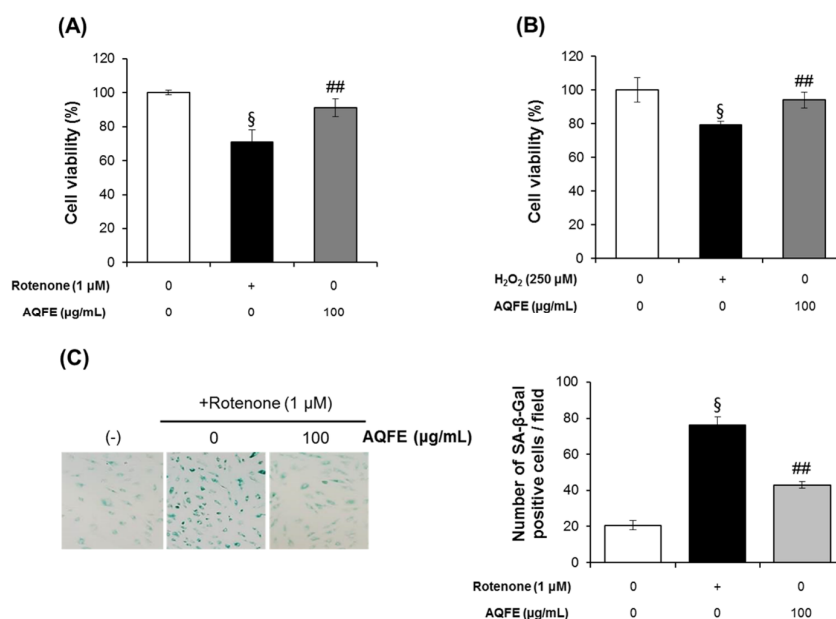 (A)
120
100
80
60
40
20
0
Cell viability (%)
§
##
Rotenone (1 μM) 0 + 0
AQFE (μg/mL) 0 0 100
(B)
120
100
80
60
40
20
0
Cell viability (%)
§
##
H₂O₂ (250 μM) 0 + 0
AQFE (μg/mL) 0 0 100
(C)
+Rotenone (1 μM)
(-) 0 100 AQFE (μg/mL)
100
80
60
40
20
0
Number of SA-β-Gal
positive cells / field
§
##
Rotenone (1 μM) 0 + 0
AQFE (μg/mL) 0 0 100